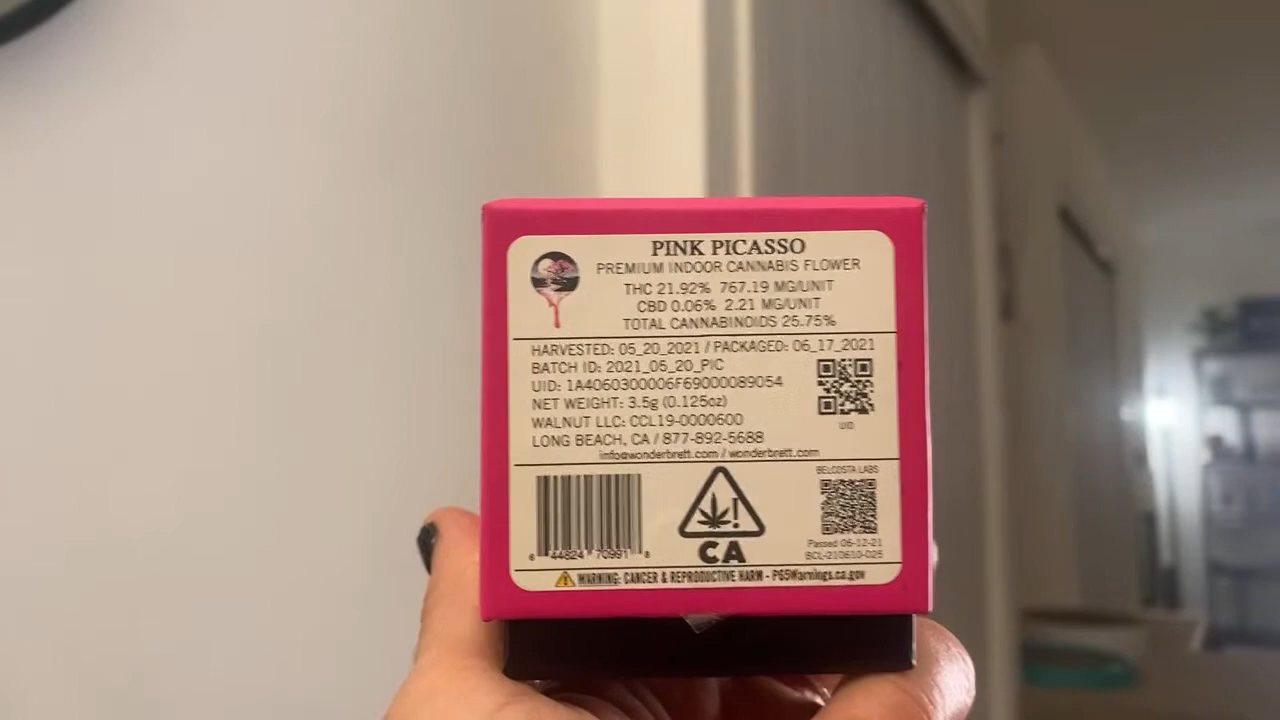 PINK PICASSO
PREMIUM INDOOR CANNABIS FLOWER
THC 21.92% 767.19 MG/UNIT
CBD 0.06% 2.21 MG/UNIT
TOTAL CANNABINOIDS 25.75%
HARVESTED: 05_20_2021 / PACKAGED: 06_17_2021
BATCH ID: 2021_05_20_PIC
UID: 1A4060300006F69000089054
NET WEIGHT: 3.5g (0.125oz)
WALNUT LLC: CCL19-0000600
LONG BEACH, CA / 877-892-5688
info@wonderbrett.com / wonderbrett.com
UID
BELCOSTA LABS
6 44824 70991 8
CA
Passed 06-12-21
BCL-210610-025
WARNING: CANCER & REPRODUCTIVE HARM - P65Warnings.ca.gov